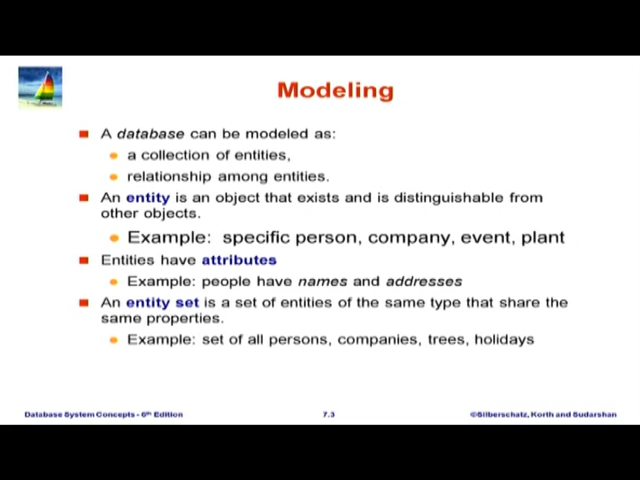 Modeling
A database can be modeled as:
a collection of entities,
relationship among entities.
An entity is an object that exists and is distinguishable from
other objects.
Example: specific person, company, event, plant
Entities have attributes
Example: people have names and addresses
An entity set is a set of entities of the same type that share the
same properties.
Example: set of all persons, companies, trees, holidays
Database System Concepts - 6th Edition
7.3
©Silberschatz, Korth and Sudarshan